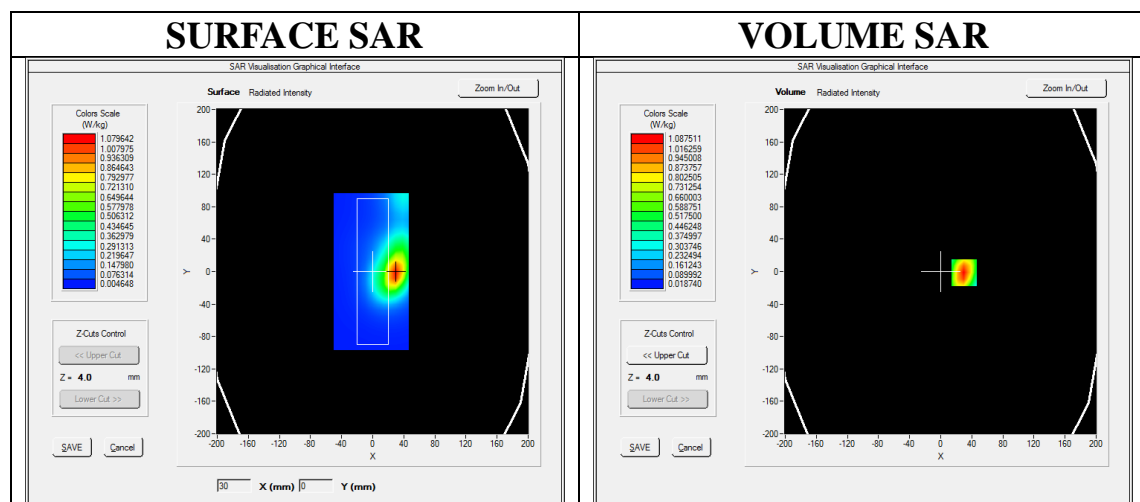 SURFACE SAR
VOLUME SAR
SAR Visualisation Graphical Interface
Surface Radiated Intensity
Zoom In/Out
Colors Scale
(W/kg)
1.079642
1.007975
0.936309
0.864643
0.792977
0.721310
0.649644
0.577978
0.506312
0.434645
0.362979
0.291313
0.219647
0.147980
0.076314
0.004648
Z-Cuts Control
<< Upper Cut
Z = 4.0 mm
Lower Cut >>
SAVE Cancel
200
160
120
80
40
0
-40
-80
-120
-160
-200
Y
-200 -160 -120 -80 -40 0 40 80 120 160 200
X
30 X (mm) 0 Y (mm)
SAR Visualisation Graphical Interface
Volume Radiated Intensity
Zoom In/Out
Colors Scale
(W/kg)
1.087511
1.016259
0.945008
0.873757
0.802505
0.731254
0.660003
0.588751
0.517500
0.446248
0.374997
0.303746
0.232494
0.161243
0.089992
0.018740
Z-Cuts Control
<< Upper Cut
Z = 4.0 mm
Lower Cut >>
SAVE Cancel
200
160
120
80
40
0
-40
-80
-120
-160
-200
Y
-200 -160 -120 -80 -40 0 40 80 120 160 200
X